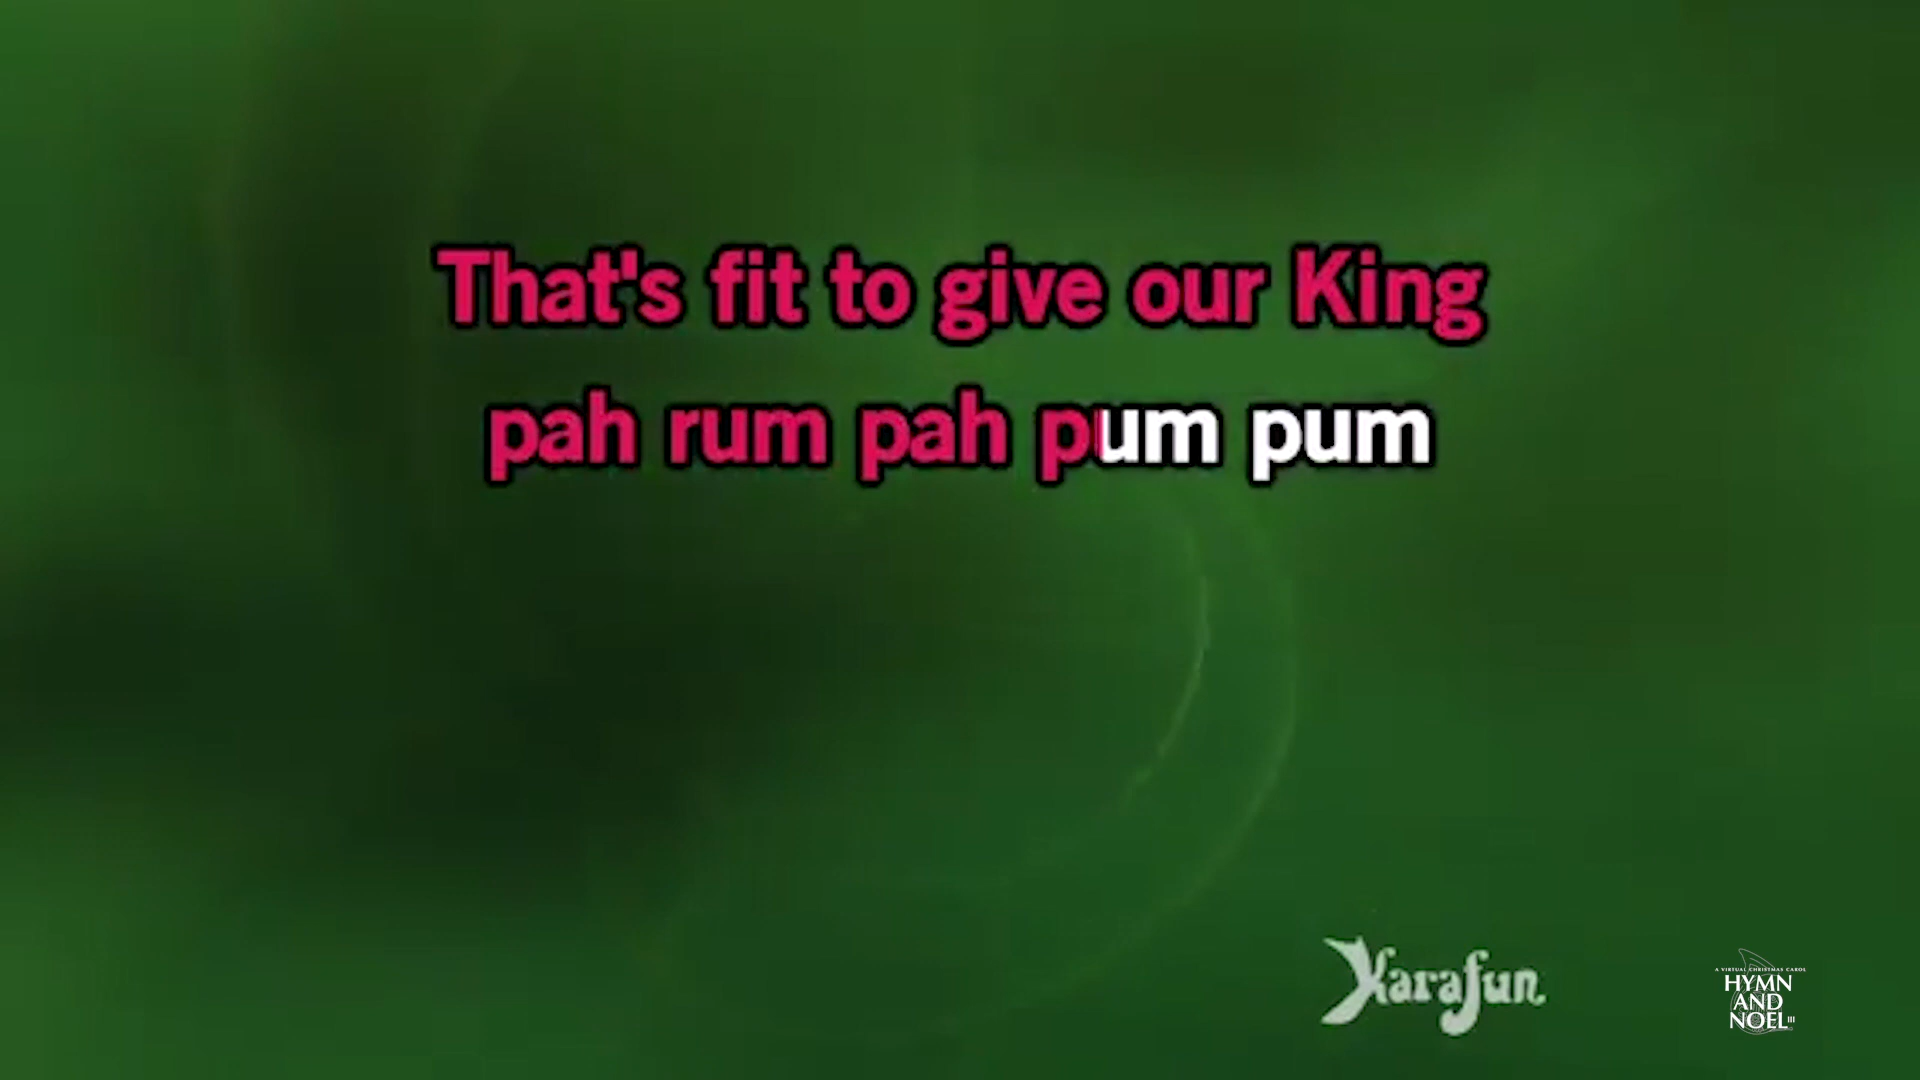 That's fit to give our King
pah rum pah pum pum
Karafun
A VIRTUAL CHRISTMAS CAROL
HYMN
AND
NOEL III